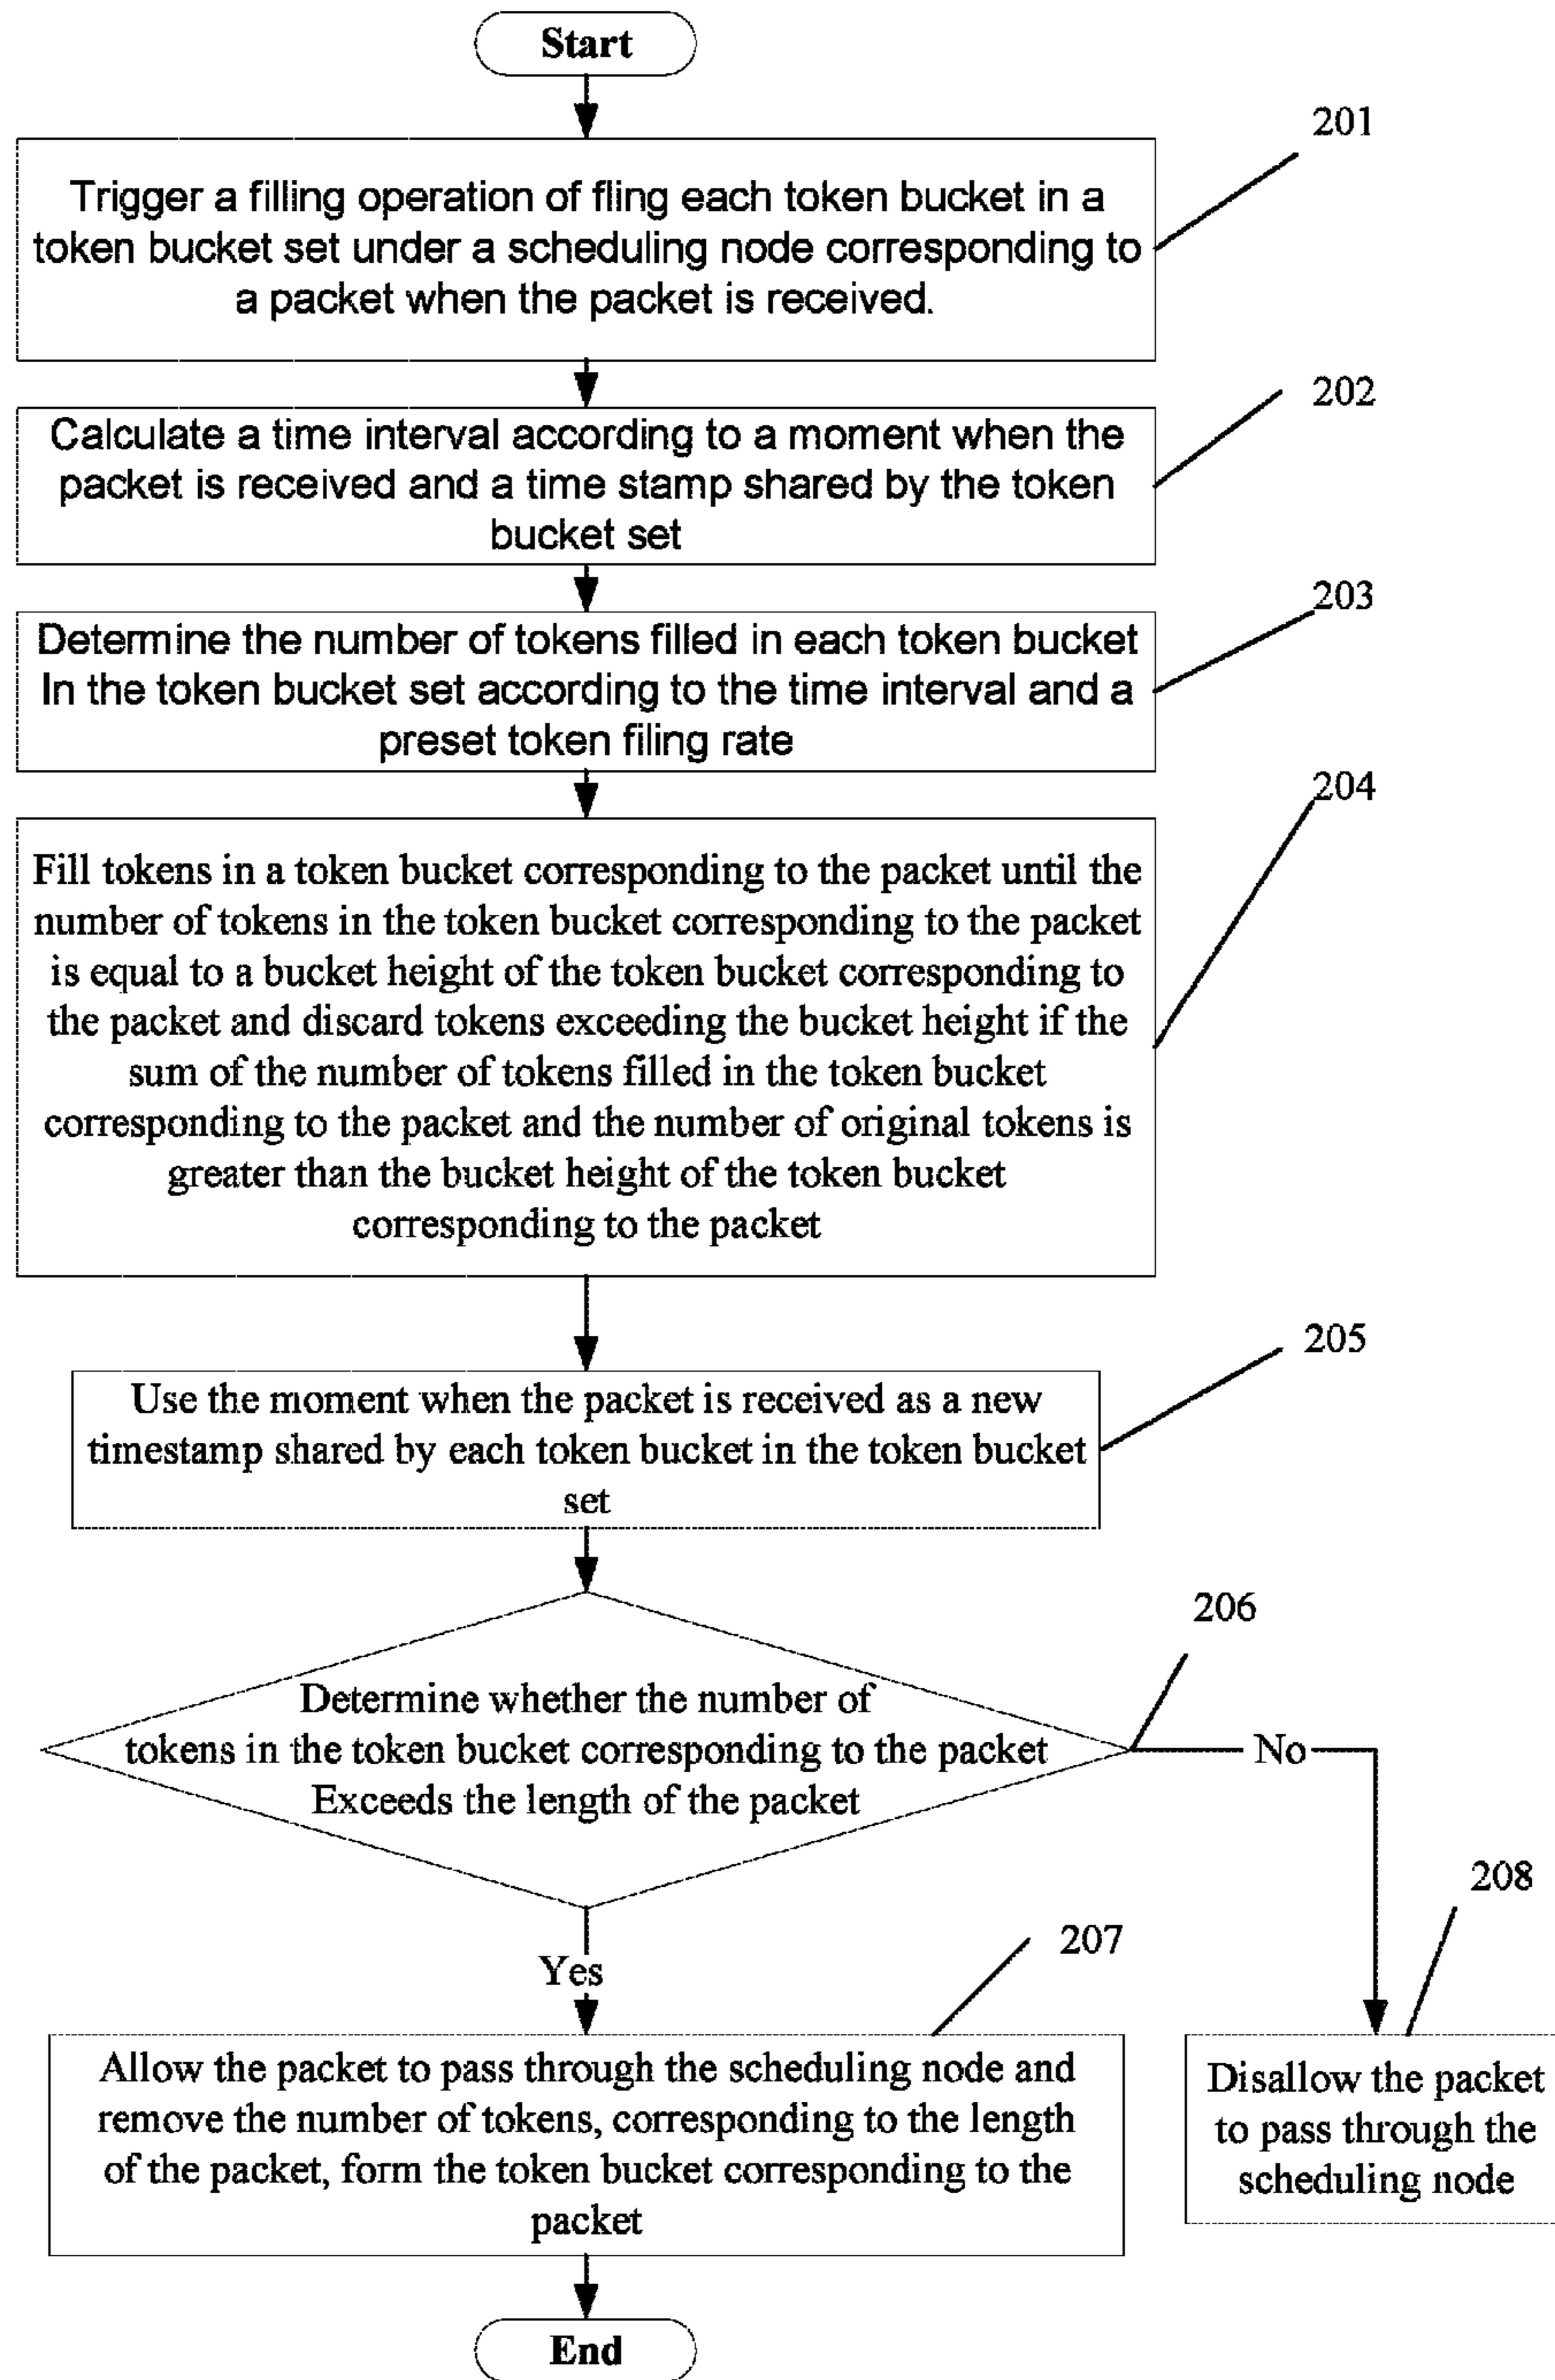 Start
201
Trigger a filling operation of fling each token bucket in a
token bucket set under a scheduling node corresponding to
a packet when the packet is received.
202
Calculate a time interval according to a moment when the
packet is received and a time stamp shared by the token
bucket set
203
Determine the number of tokens filled in each token bucket
In the token bucket set according to the time interval and a
preset token filing rate
204
Fill tokens in a token bucket corresponding to the packet until the
number of tokens in the token bucket corresponding to the packet
is equal to a bucket height of the token bucket corresponding to
the packet and discard tokens exceeding the bucket height if the
sum of the number of tokens filled in the token bucket
corresponding to the packet and the number of original tokens is
greater than the bucket height of the token bucket
corresponding to the packet
205
Use the moment when the packet is received as a new
timestamp shared by each token bucket in the token bucket
set
206
Determine whether the number of
tokens in the token bucket corresponding to the packet
Exceeds the length of the packet
No
Yes
207
208
Allow the packet to pass through the scheduling node and
remove the number of tokens, corresponding to the length
of the packet, form the token bucket corresponding to the
packet
Disallow the packet
to pass through the
scheduling node
End